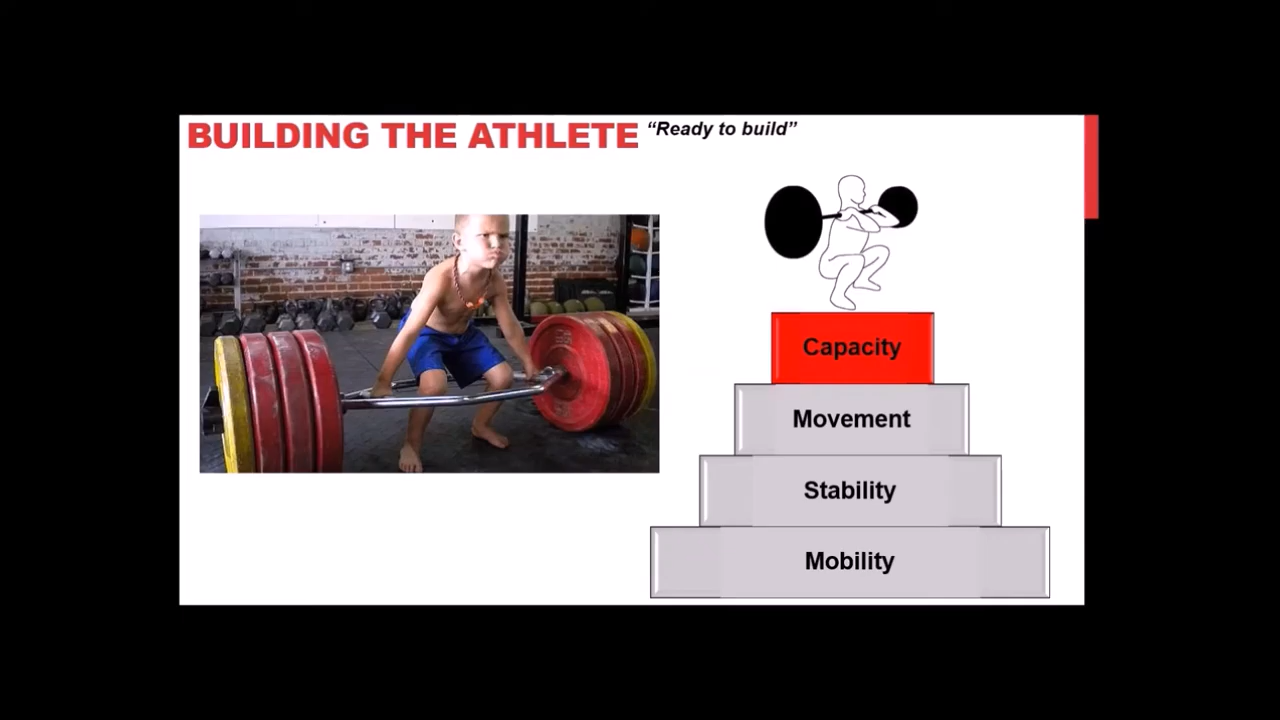 BUILDING THE ATHLETE “Ready to build”
Capacity
Movement
Stability
Mobility